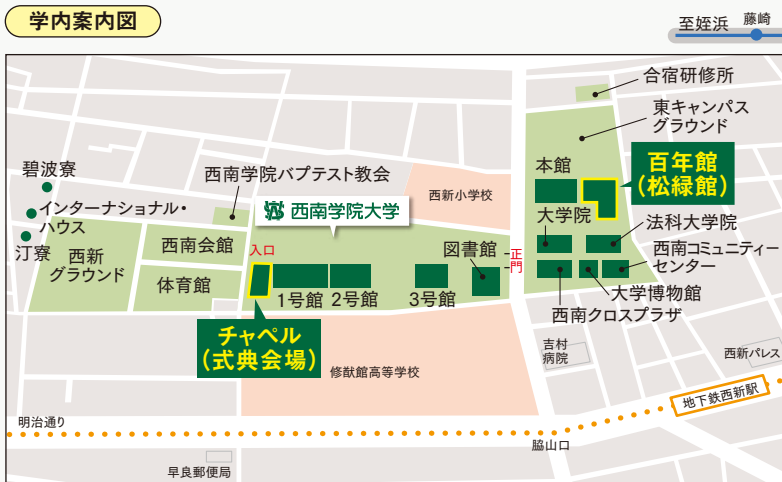 学内案内図
至姪浜
藤崎
合宿研修所
東キャンパス
グラウンド
碧波寮
西南学院バプテスト教会
本館
百年館
(松緑館)
西新小学校
インターナショナル・
ハウス
西南学院大学
大学院
法科大学院
汀寮
西新
グラウンド
西南会館
入口
図書館
正門
西南コミュニティー
センター
体育館
1号館
2号館
3号館
大学博物館
西南クロスプラザ
チャペル
(式典会場)
修猷館高等学校
吉村
病院
西新パレス
地下鉄西新駅
明治通り
脇山口
早良郵便局